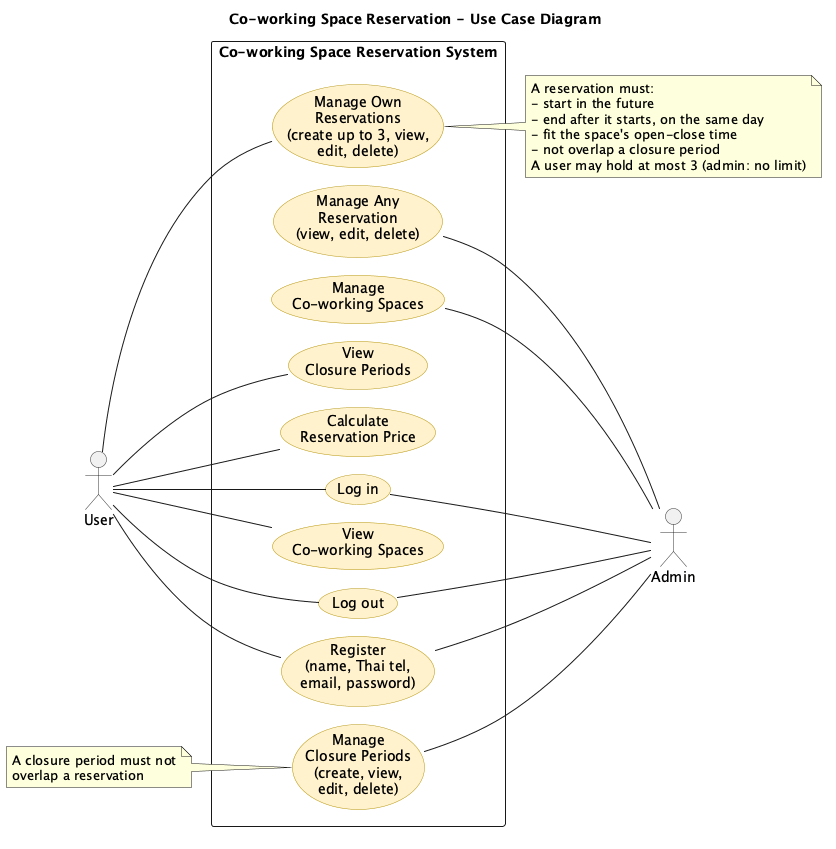 Co-working Space Reservation - Use Case Diagram
Co-working Space Reservation System
Manage Own
Reservations
(create up to 3, view,
edit, delete)
A reservation must:
- start in the future
- end after it starts, on the same day
- fit the space's open-close time
- not overlap a closure period
A user may hold at most 3 (admin: no limit)
Manage Any
Reservation
(view, edit, delete)
Manage
Co-working Spaces
View
Closure Periods
Calculate
Reservation Price
Log in
User
View
Co-working Spaces
Admin
Log out
Register
(name, Thai tel,
email, password)
Manage
Closure Periods
(create, view,
edit, delete)
A closure period must not
overlap a reservation